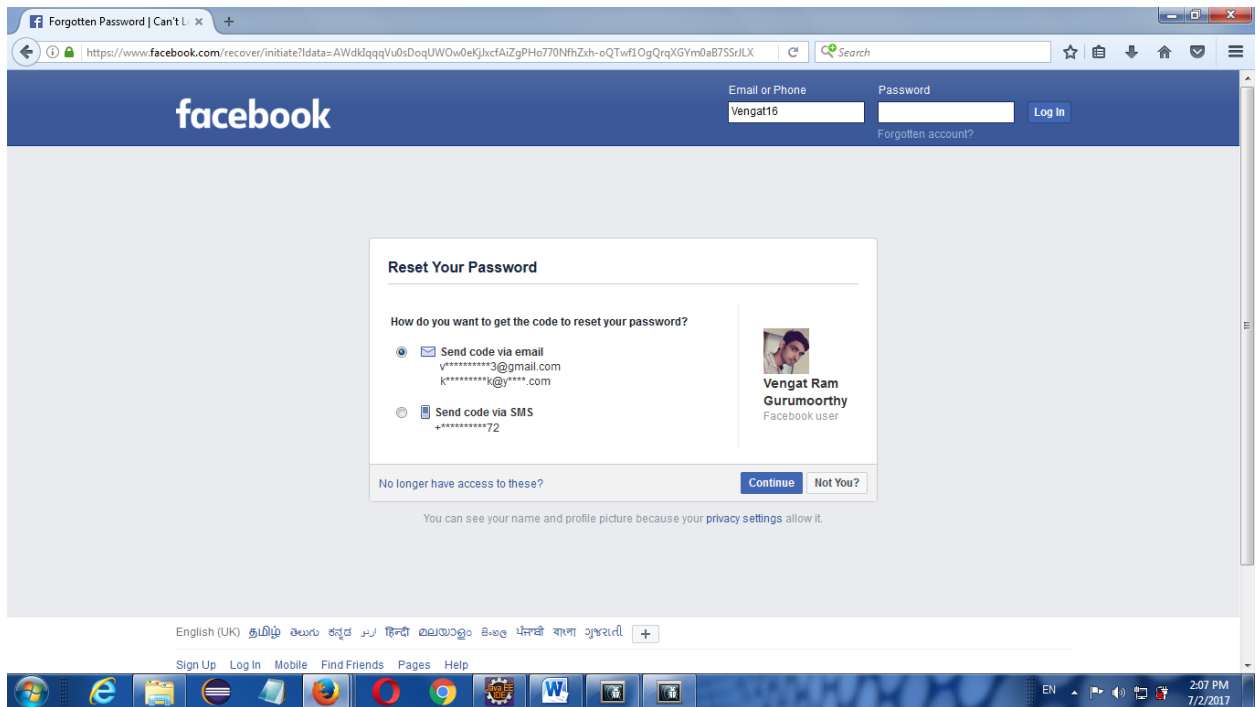 Forgotten Password | Can't L
https://www.facebook.com/recover/initiate?ldata=AWdklqqqVu0sDoqUWOw0eKjJxcfAiZgPHo770NfhZxh-oQTwf1OgQrqXGYm0aB7SSrJLX
Search
facebook
Email or Phone
Password
Vengat16
Log In
Forgotten account?
Reset Your Password
How do you want to get the code to reset your password?
Send code via email
v**********3@gmail.com
k*********k@y****.com
Send code via SMS
+**********72
Vengat Ram
Gurumoorthy
Facebook user
No longer have access to these?
Continue
Not You?
You can see your name and profile picture because your privacy settings allow it.
English (UK) தமிழ் తెలుగు ಕನ್ನಡ اردو हिन्दी മലയാളം සිංහල ਪੰਜਾਬੀ বাংলা ગુજરાતી +
Sign Up Log In Mobile Find Friends Pages Help
Java EE
IDE
W
EN
2:07 PM
7/2/2017